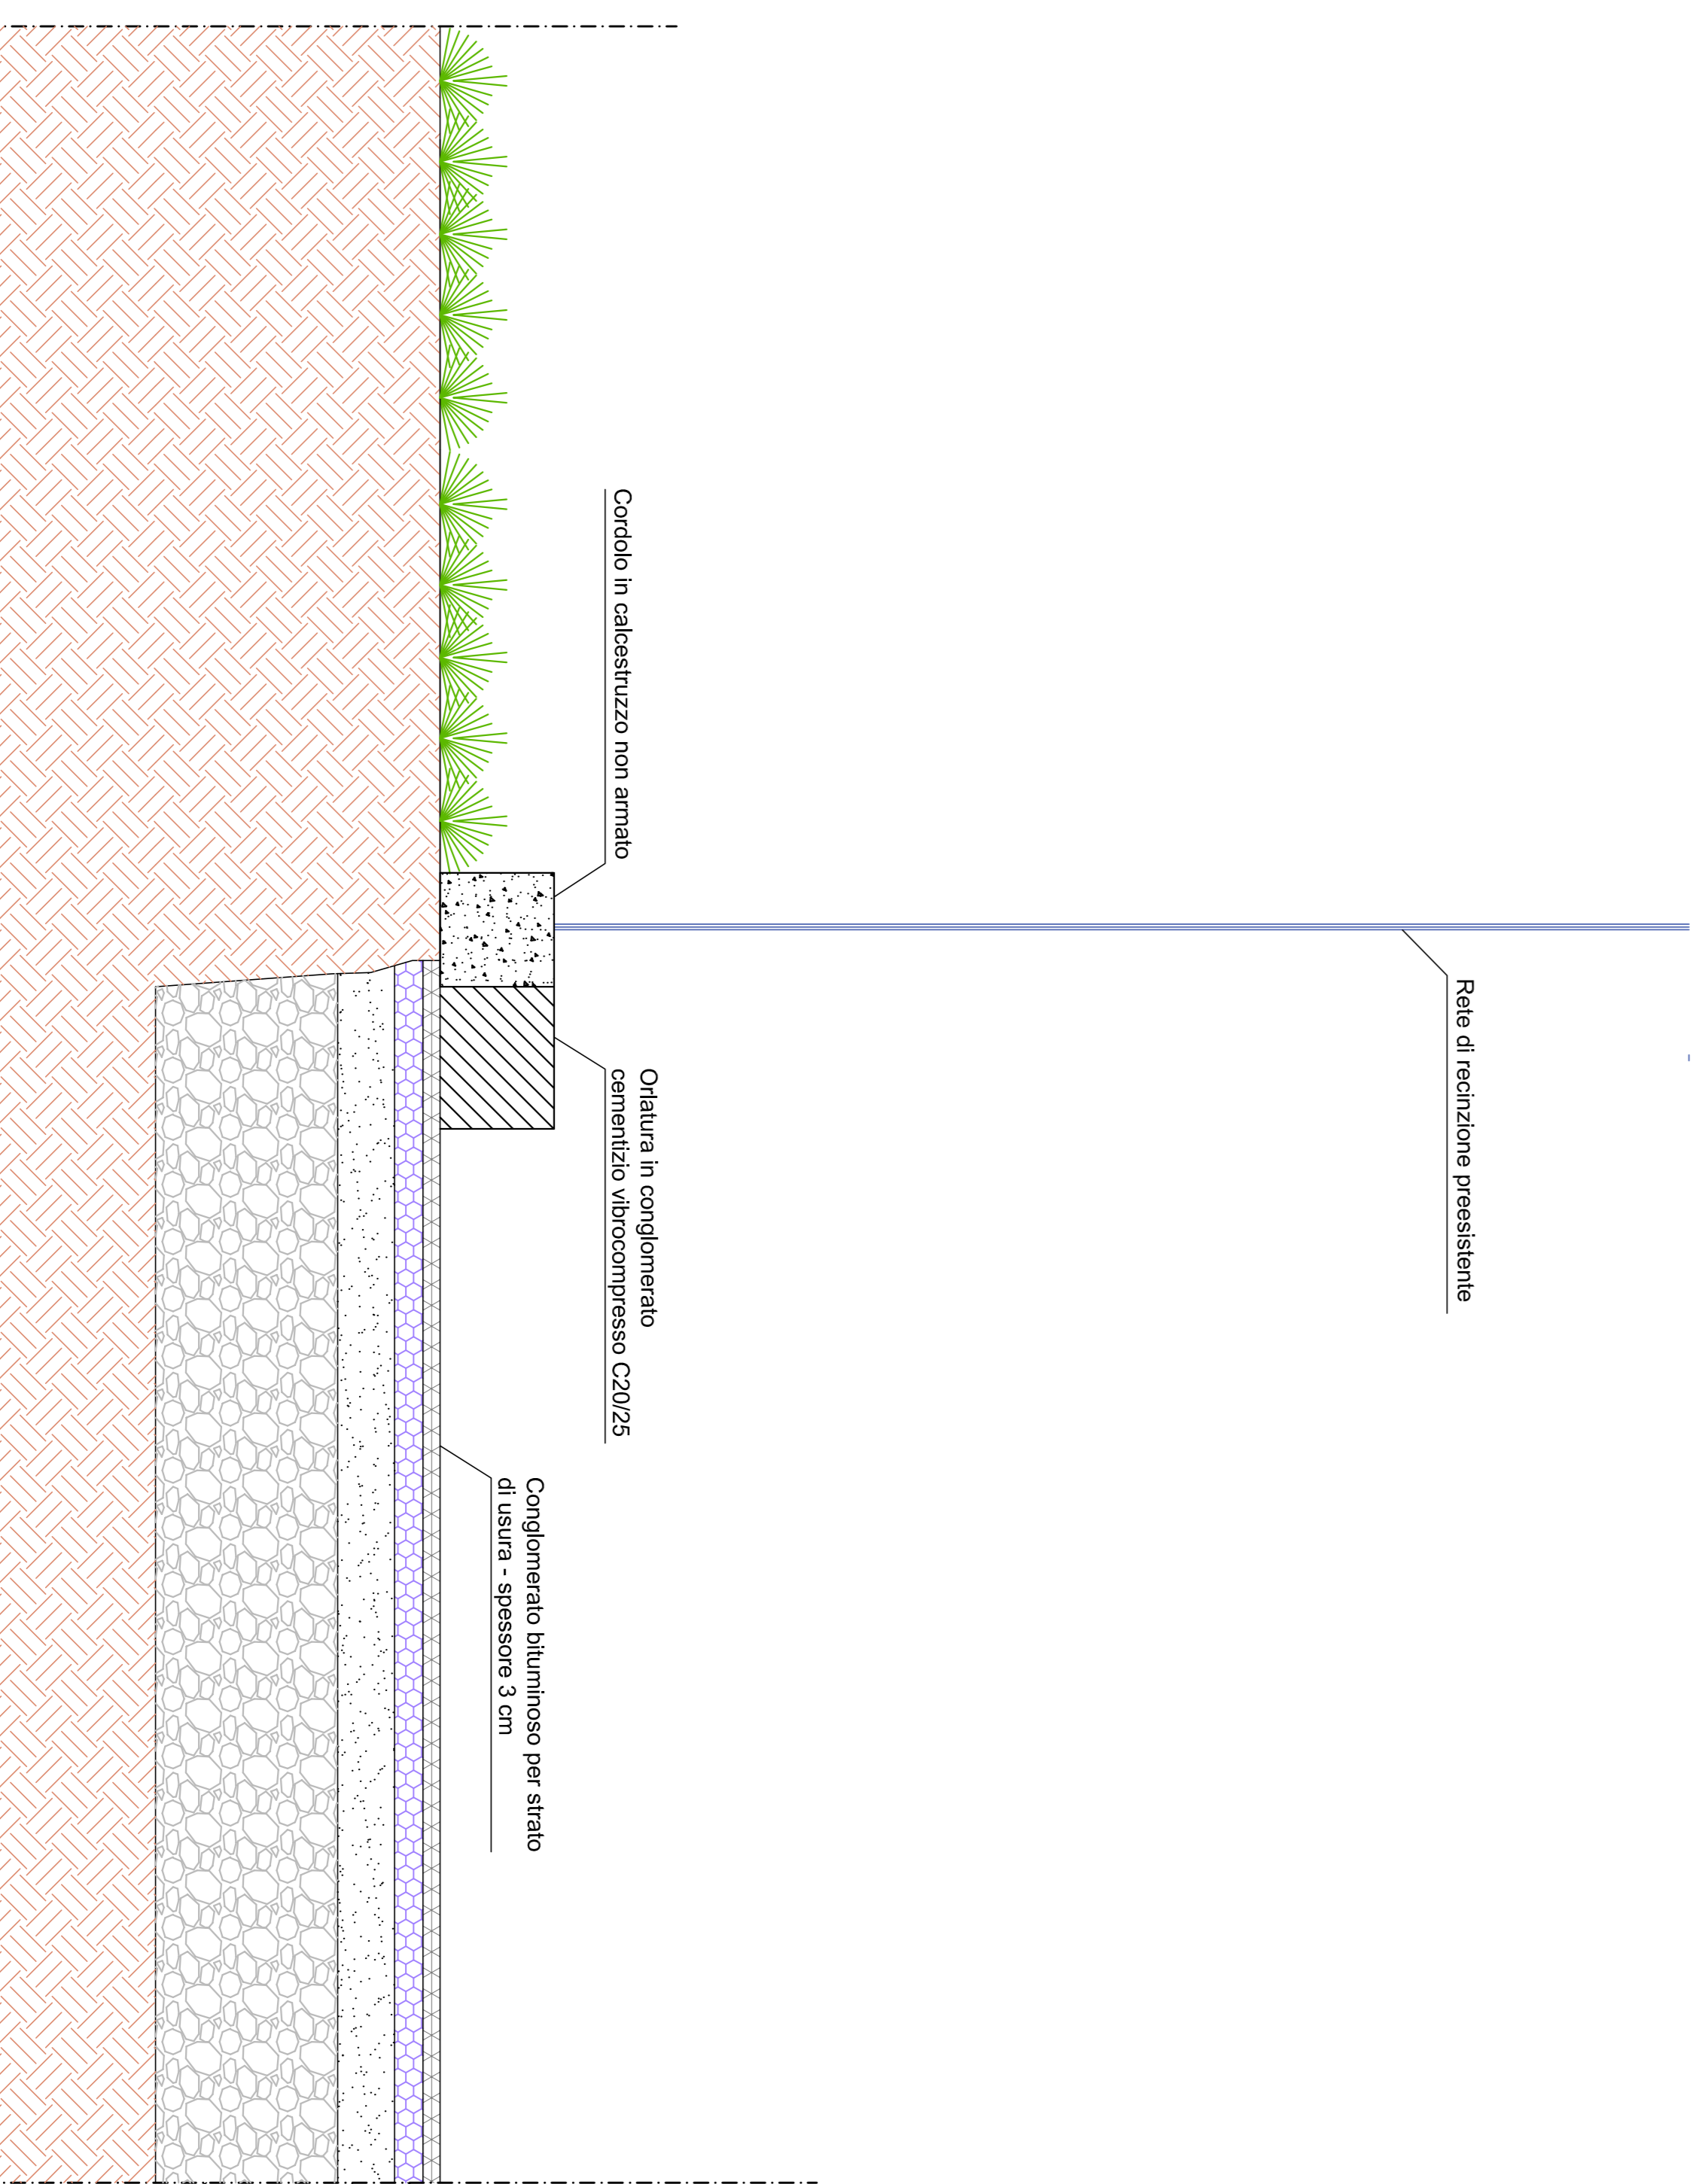 Rete di recinzione preesistente
Cordolo in calcestruzzo non armato
Orlatura in conglomerato
cementizio vibrocompresso C20/25
Conglomerato bituminoso per strato
di usura - spessore 3 cm